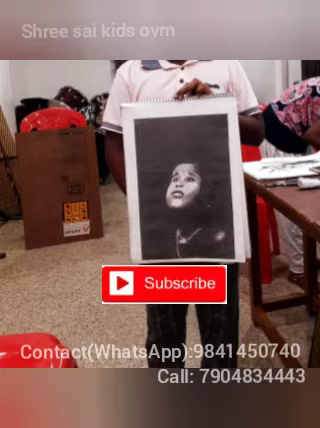 Shree sai kids ovm
Subscribe
Contact(WhatsApp):9841450740
Call: 7904834443